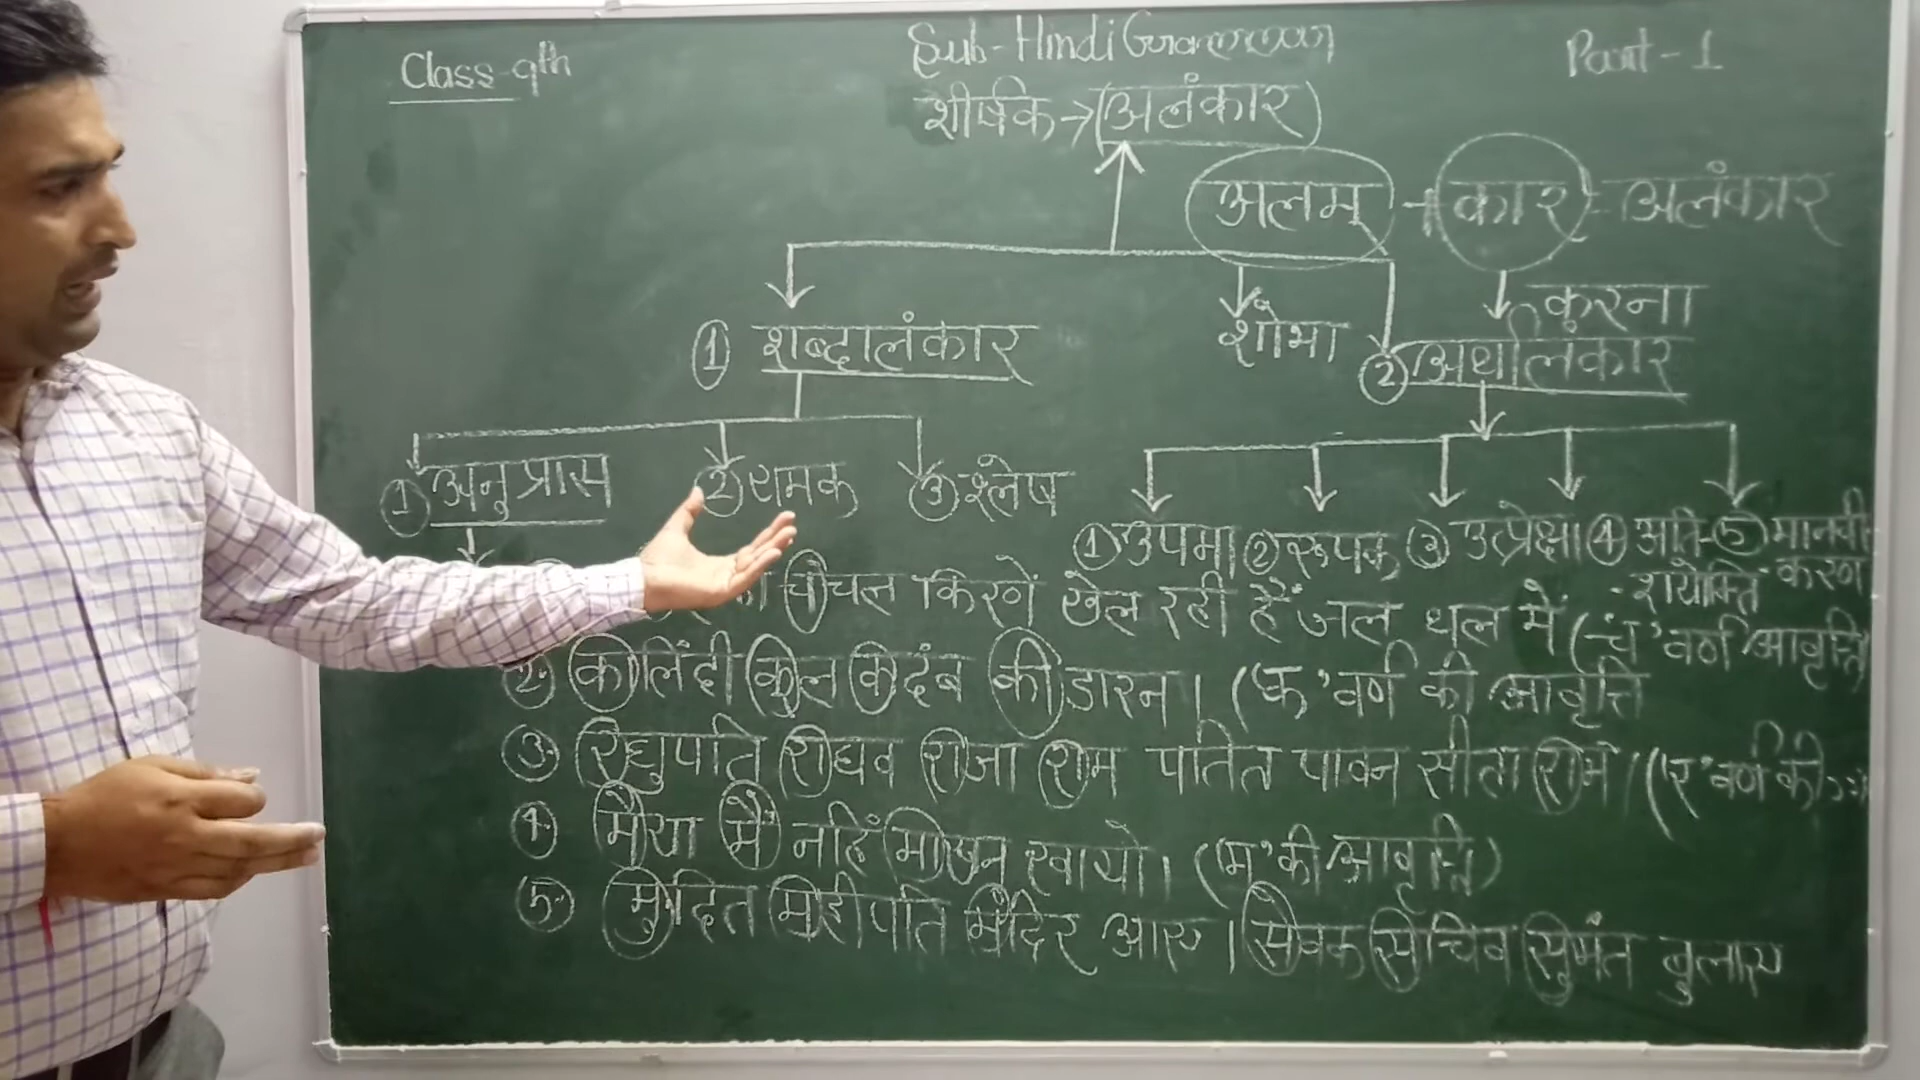 Class-9th
Sub-Hindi Grammar
Part-1
शीर्षक → (अलंकार)
अलम् + कार = अलंकार
शोभा
करना
① शब्दालंकार
② अर्थालंकार
① अनुप्रास ② यमक ③ श्लेष
① उपमा ② रूपक ③ उत्प्रेक्षा ④ अति-शयोक्ति ⑤ मानवीकरण
चंचल किरणें खेल रही हैं जल थल में ('च' वर्ण आवृत्ति)
2. कालिंदी कूल कदंब की डारन। ('क' वर्ण की आवृत्ति
3. रघुपति राघव राजा राम पतित पावन सीता राम। ('र' वर्ण की
4. मैया मैं नहिं माखन खायो। ('म' की आवृत्ति)
5. मुदित महीपति मंदिर आए। सेवक सचिव सुमंत बुलाए